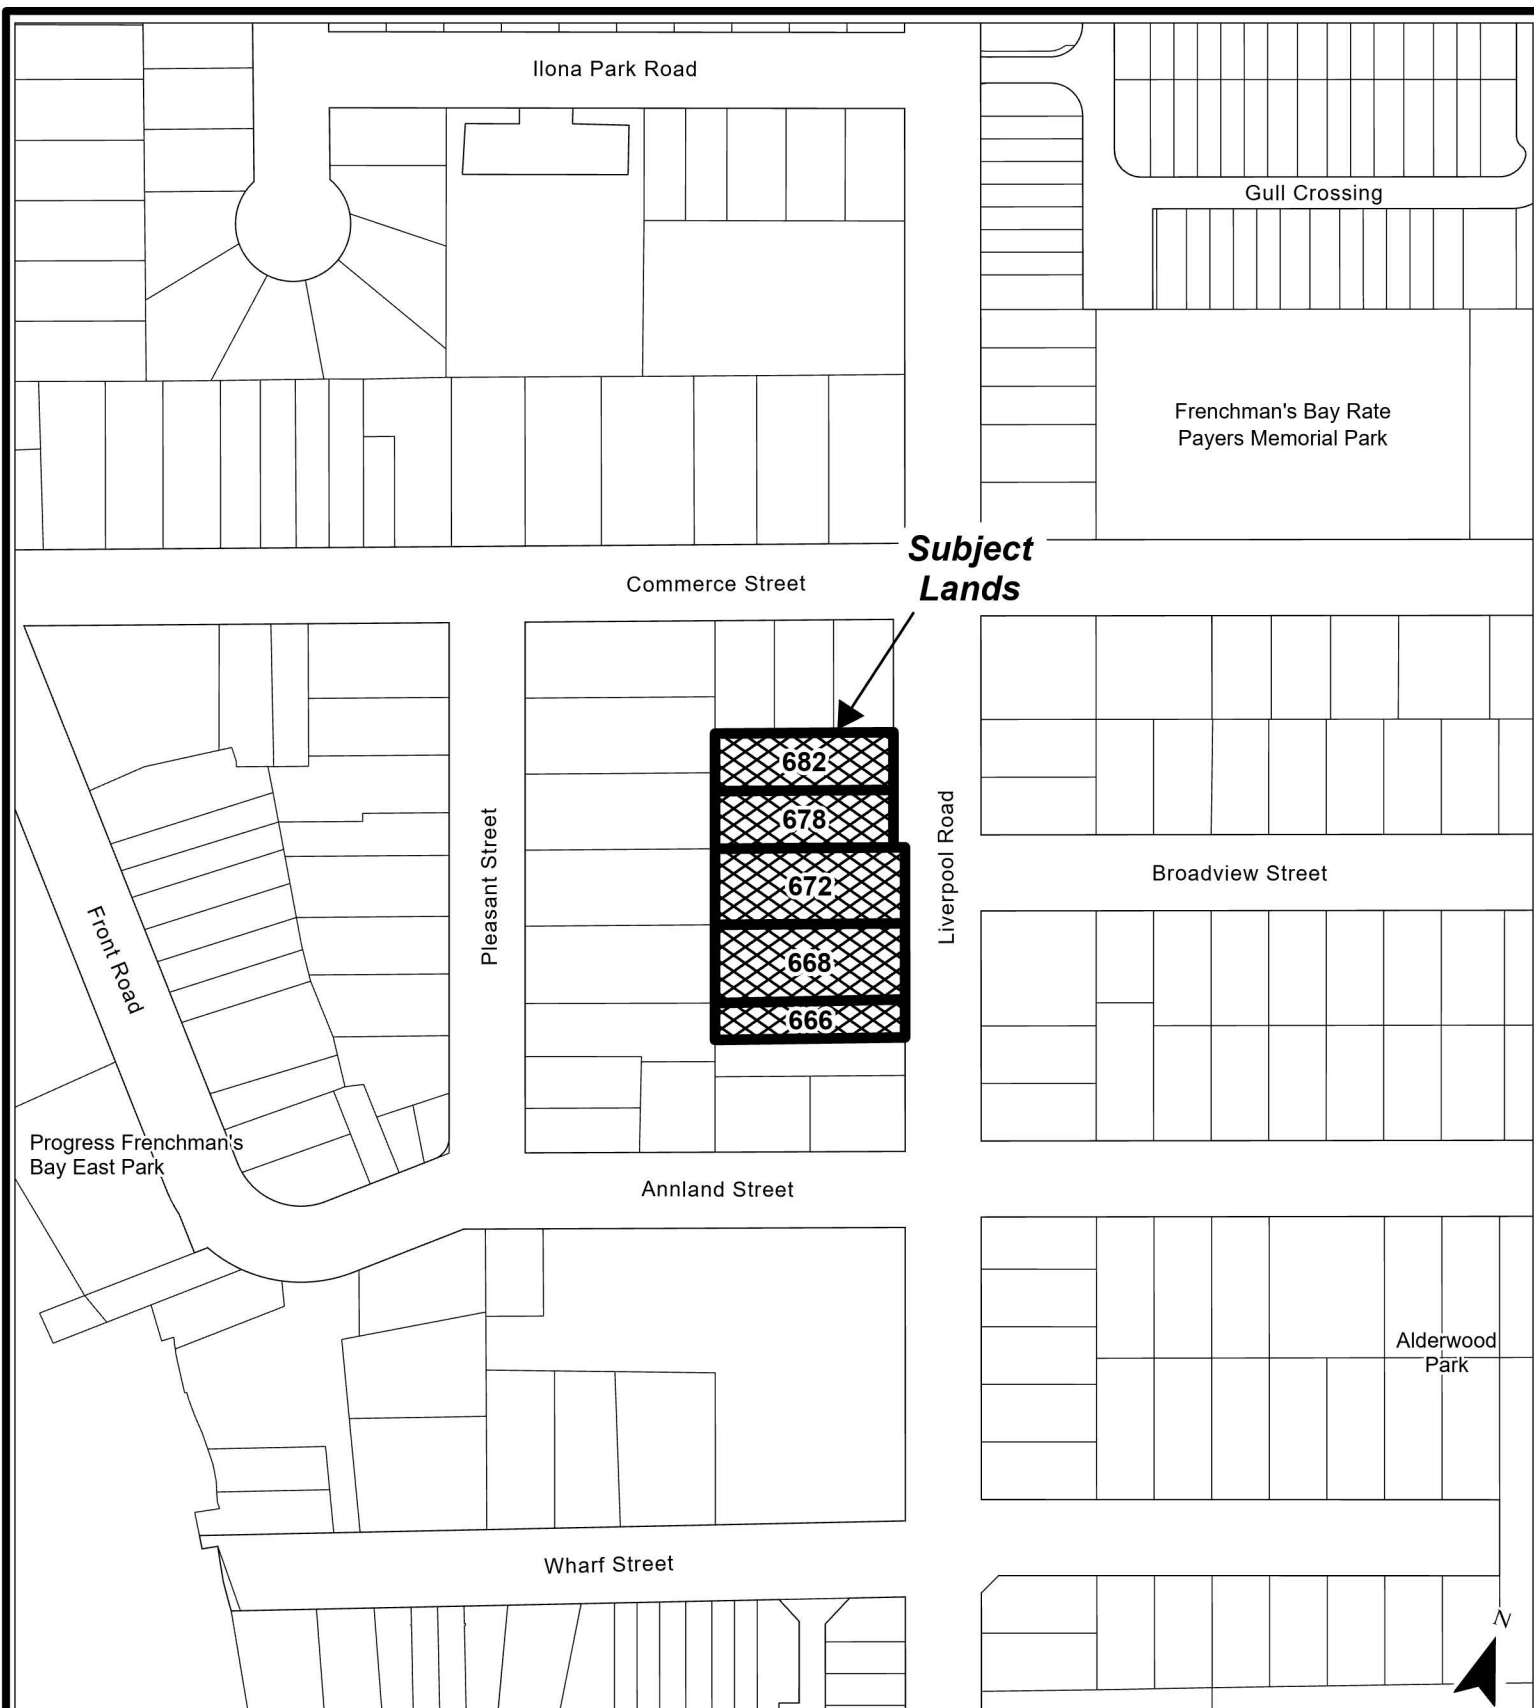 Ilona Park Road
Gull Crossing
Frenchman's Bay Rate
Payers Memorial Park
Subject
Lands
Commerce Street
682
678
672
668
666
Pleasant Street
Liverpool Road
Broadview Street
Front Road
Progress Frenchman's
Bay East Park
Annland Street
Alderwood
Park
Wharf Street
N